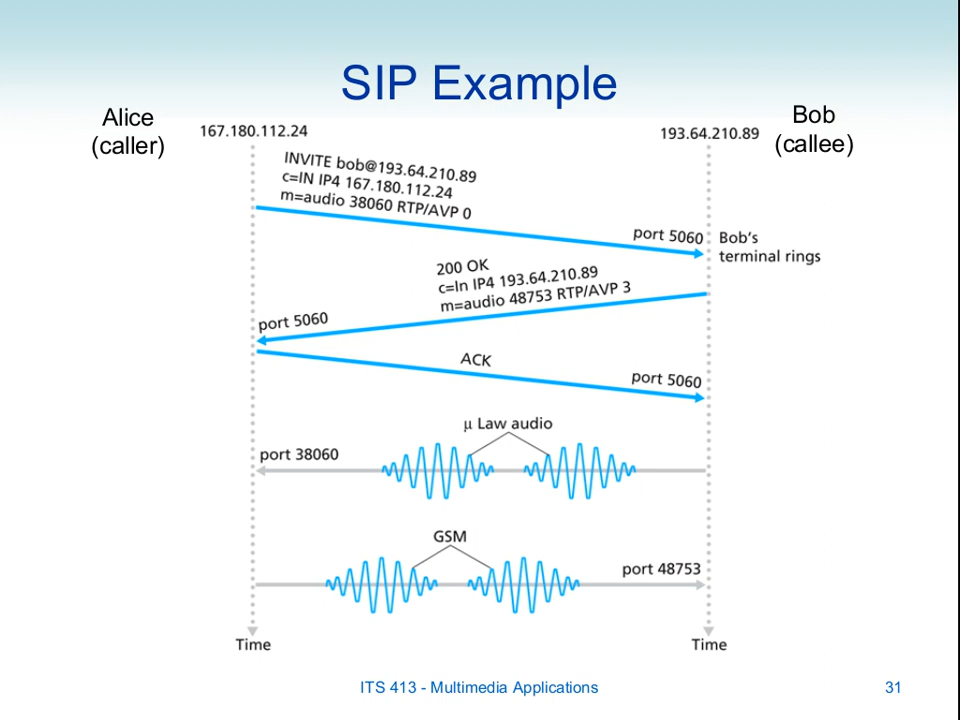 SIP Example
Alice
(caller)
167.180.112.24
193.64.210.89
Bob
(callee)
INVITE bob@193.64.210.89
c=IN IP4 167.180.112.24
m=audio 38060 RTP/AVP 0
port 5060
Bob's
terminal rings
200 OK
c=In IP4 193.64.210.89
m=audio 48753 RTP/AVP 3
port 5060
ACK
port 5060
μ Law audio
port 38060
GSM
port 48753
Time
Time
ITS 413 - Multimedia Applications
31